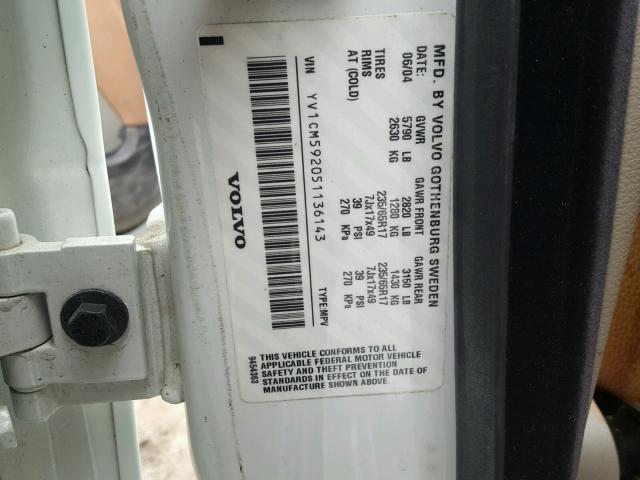 MFD. BY VOLVO GOTHENBURG SWEDEN
DATE: GVWR GAWR FRONT GAWR REAR
06/04 5790 LB 2820 LB 3150 LB
2630 KG 1280 KG 1430 KG
TIRES 235/65R17 235/65R17
RIMS 7Jx17x49 7Jx17x49
AT (COLD) 39 PSI 39 PSI
270 KPa 270 KPa
VIN YV1CM592051136143 TYPE:MPV
VOLVO
THIS VEHICLE CONFORMS TO ALL
APPLICABLE FEDERAL MOTOR VEHICLE
SAFETY AND THEFT PREVENTION
STANDARDS IN EFFECT ON THE DATE OF
MANUFACTURE SHOWN ABOVE.
9454363